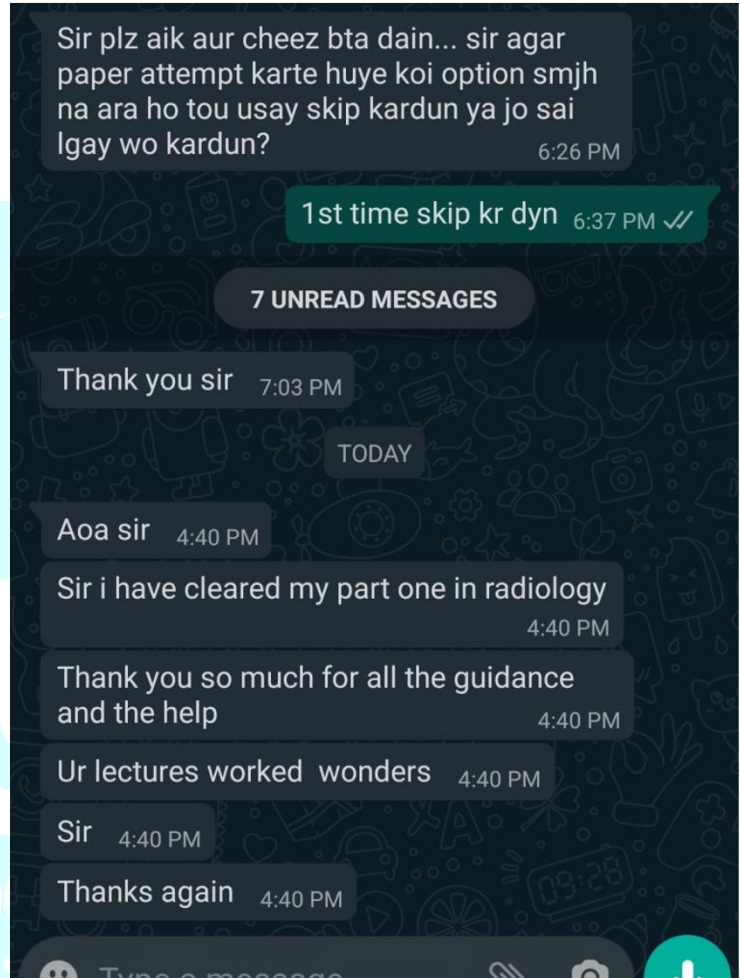 Sir plz aik aur cheez bta dain... sir agar
paper attempt karte huye koi option smjh
na ara ho tou usay skip kardun ya jo sai
lgay wo kardun?
6:26 PM
1st time skip kr dyn 6:37 PM
7 UNREAD MESSAGES
Thank you sir 7:03 PM
TODAY
Aoa sir 4:40 PM
Sir i have cleared my part one in radiology
4:40 PM
Thank you so much for all the guidance
and the help 4:40 PM
Ur lectures worked wonders 4:40 PM
Sir 4:40 PM
Thanks again 4:40 PM
Type a message